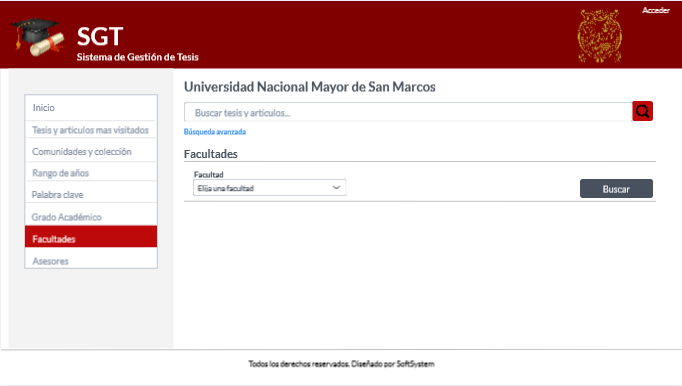 Acceder
SGT
Sistema de Gestión de Tesis
Universidad Nacional Mayor de San Marcos
Inicio
Buscar tesis y articulos...
Tesis y articulos mas visitados
Búsqueda avanzada
Comunidades y colección
Facultades
Rango de años
Facultad
Elija una facultad
Palabra clave
Buscar
Grado Académico
Facultades
Asesores
Todos los derechos reservados. Diseñado por SoftSystem